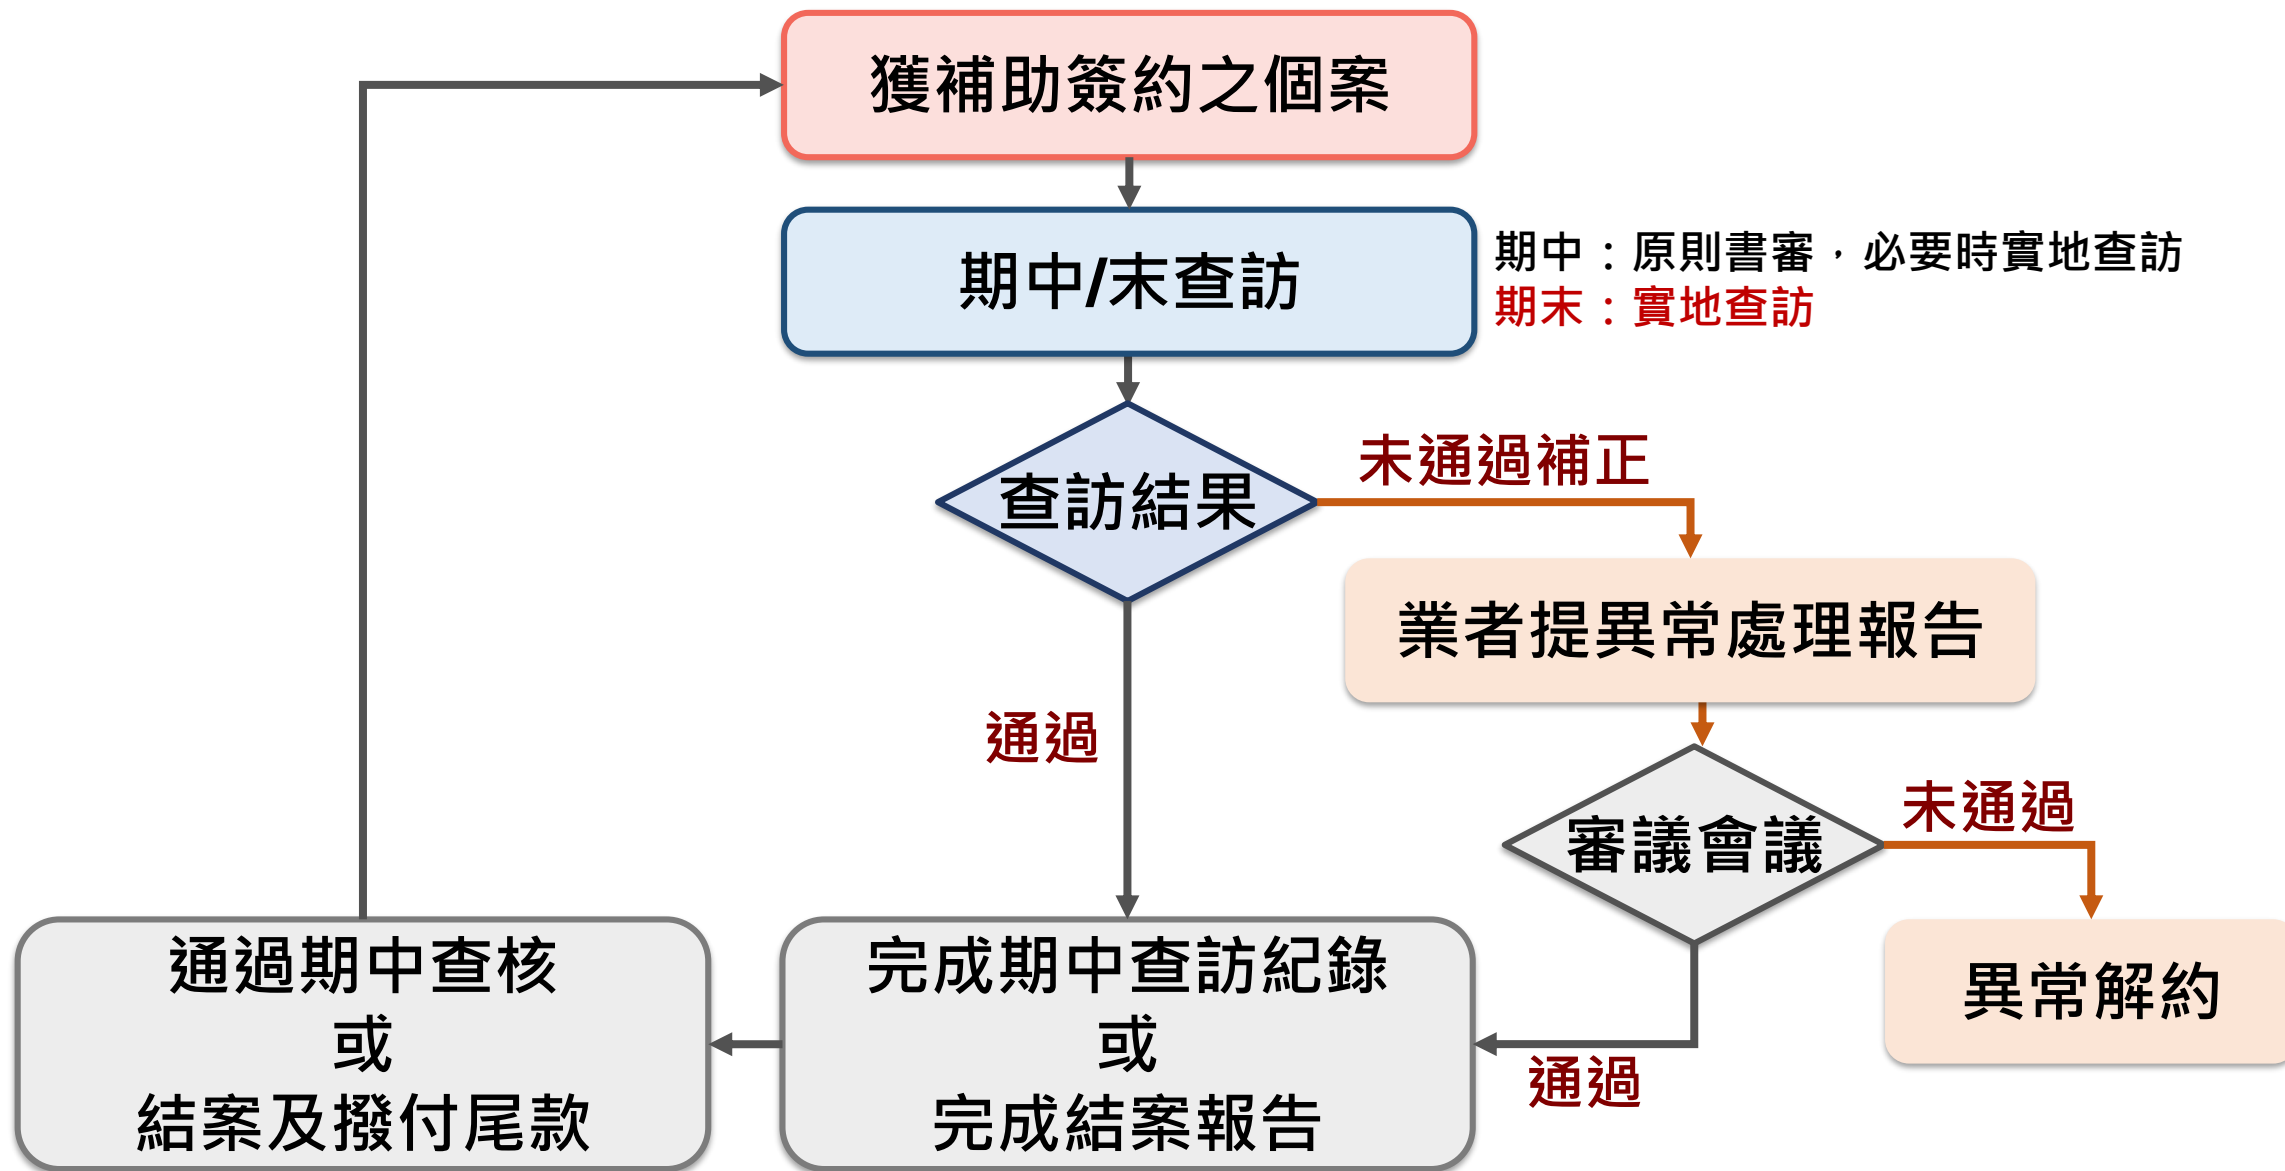 獲補助簽約之個案
期中/末查訪
期中：原則書審，必要時實地查訪
期末：實地查訪
查訪結果
未通過補正
業者提異常處理報告
通過
審議會議
未通過
異常解約
通過
完成期中查訪紀錄
或
完成結案報告
通過期中查核
或
結案及撥付尾款